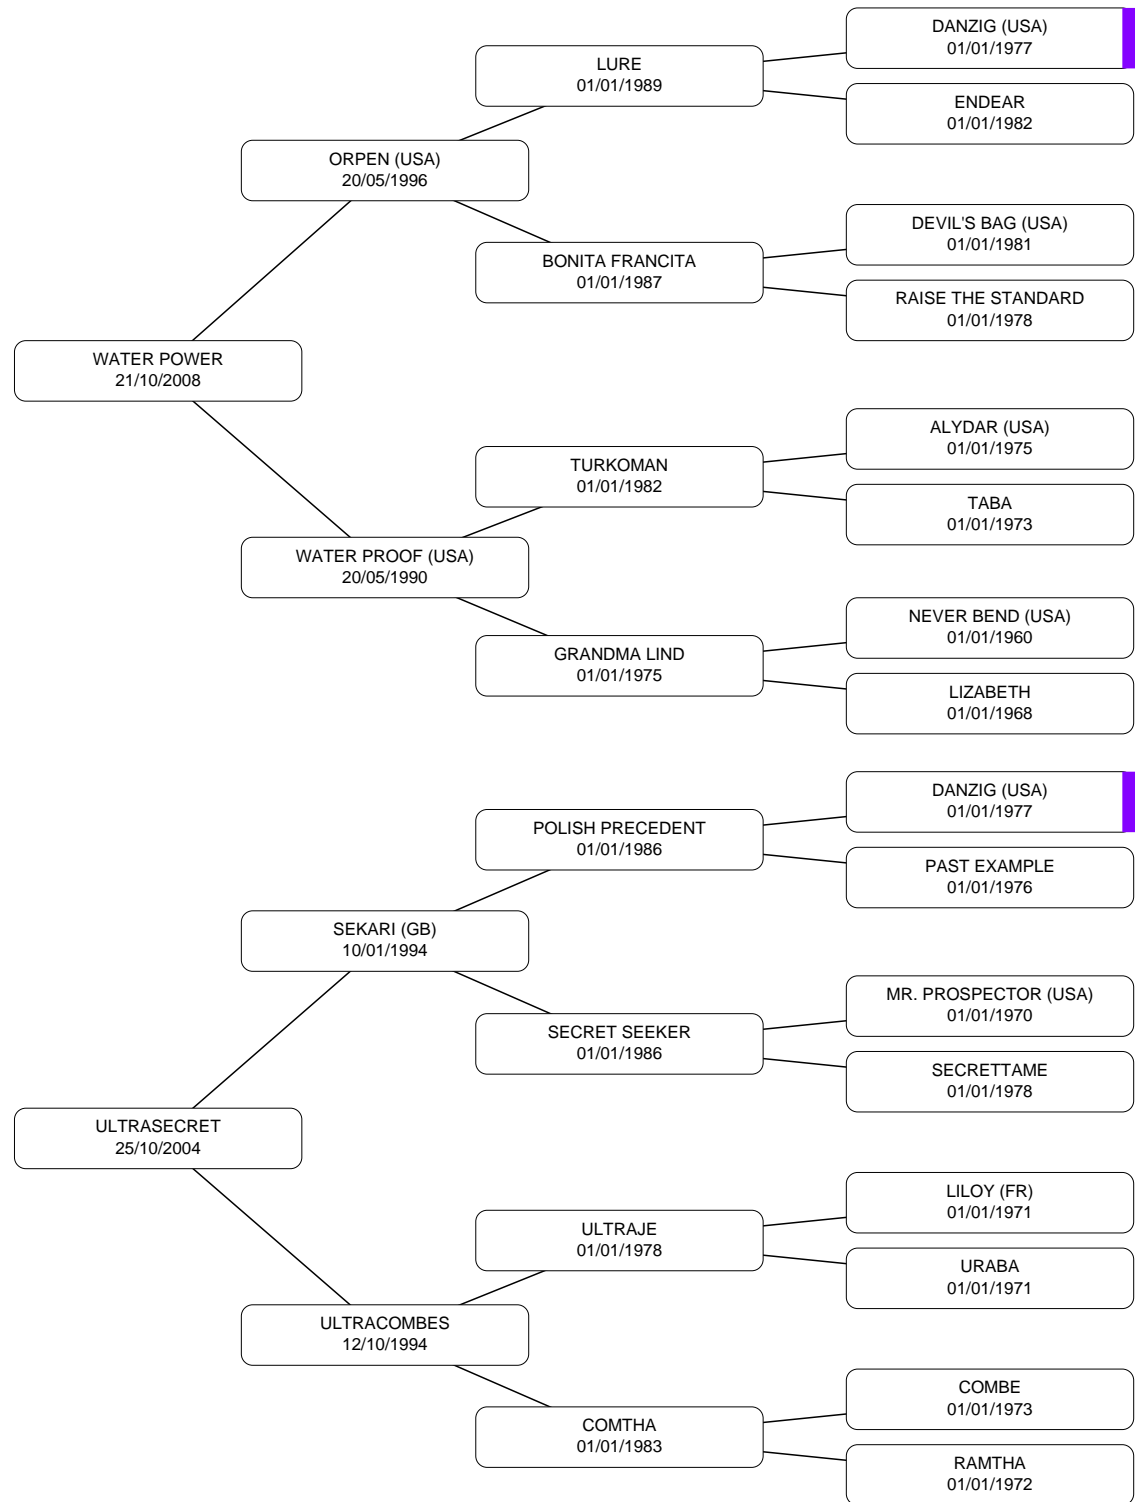 DANZIG (USA)
01/01/1977
LURE
01/01/1989
ENDEAR
01/01/1982
ORPEN (USA)
20/05/1996
DEVIL'S BAG (USA)
01/01/1981
BONITA FRANCITA
01/01/1987
RAISE THE STANDARD
01/01/1978
WATER POWER
21/10/2008
ALYDAR (USA)
01/01/1975
TURKOMAN
01/01/1982
TABA
01/01/1973
WATER PROOF (USA)
20/05/1990
NEVER BEND (USA)
01/01/1960
GRANDMA LIND
01/01/1975
LIZABETH
01/01/1968
DANZIG (USA)
01/01/1977
POLISH PRECEDENT
01/01/1986
PAST EXAMPLE
01/01/1976
SEKARI (GB)
10/01/1994
MR. PROSPECTOR (USA)
01/01/1970
SECRET SEEKER
01/01/1986
SECRETTAME
01/01/1978
ULTRASECRET
25/10/2004
LILOY (FR)
01/01/1971
ULTRAJE
01/01/1978
URABA
01/01/1971
ULTRACOMBES
12/10/1994
COMBE
01/01/1973
COMTHA
01/01/1983
RAMTHA
01/01/1972